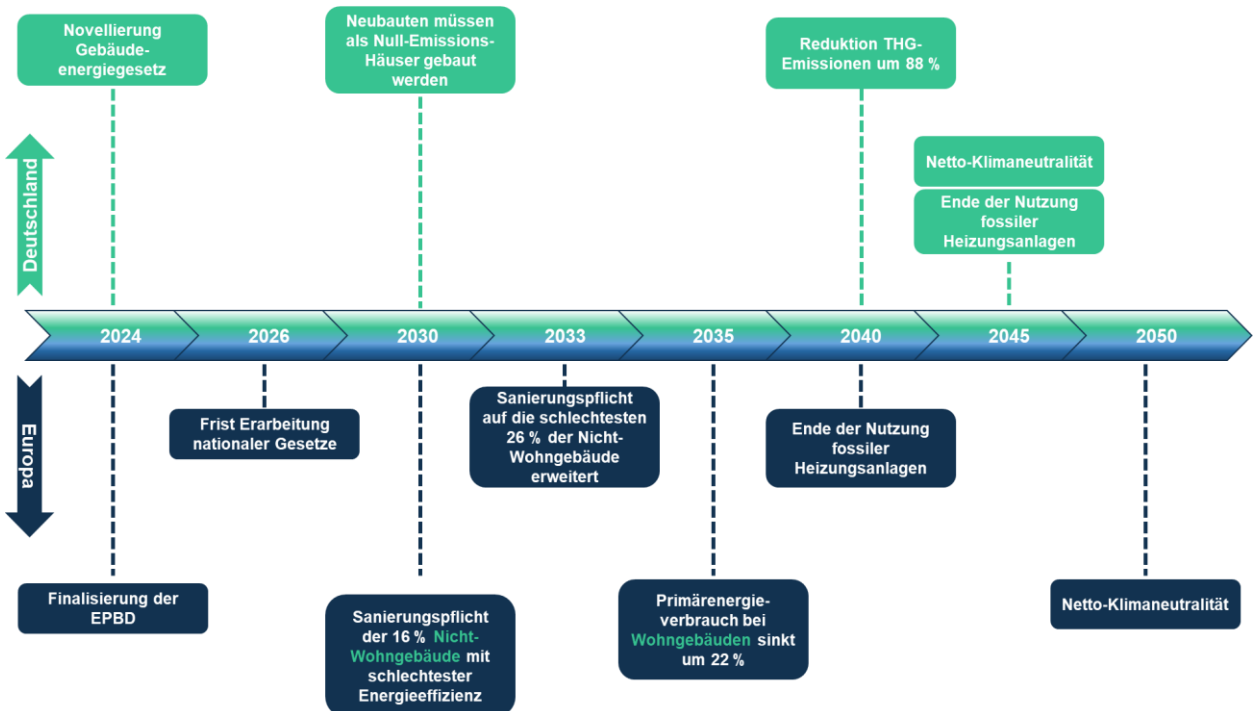 Novellierung
Gebäude-
energiegesetz
Neubauten müssen
als Null-Emissions-
Häuser gebaut
werden
Reduktion THG-
Emissionen um 88 %
Netto-Klimaneutralität
Ende der Nutzung
fossiler
Heizungsanlagen
Deutschland
2024
2026
2030
2033
2035
2040
2045
2050
Europa
Frist Erarbeitung
nationaler Gesetze
Sanierungspflicht
auf die schlechtesten
26 % der Nicht-
Wohngebäude
erweitert
Ende der Nutzung
fossiler
Heizungsanlagen
Finalisierung der
EPBD
Sanierungspflicht
der 16 % Nicht-
Wohngebäude mit
schlechtester
Energieeffizienz
Primärenergie-
verbrauch bei
Wohngebäuden sinkt
um 22 %
Netto-Klimaneutralität